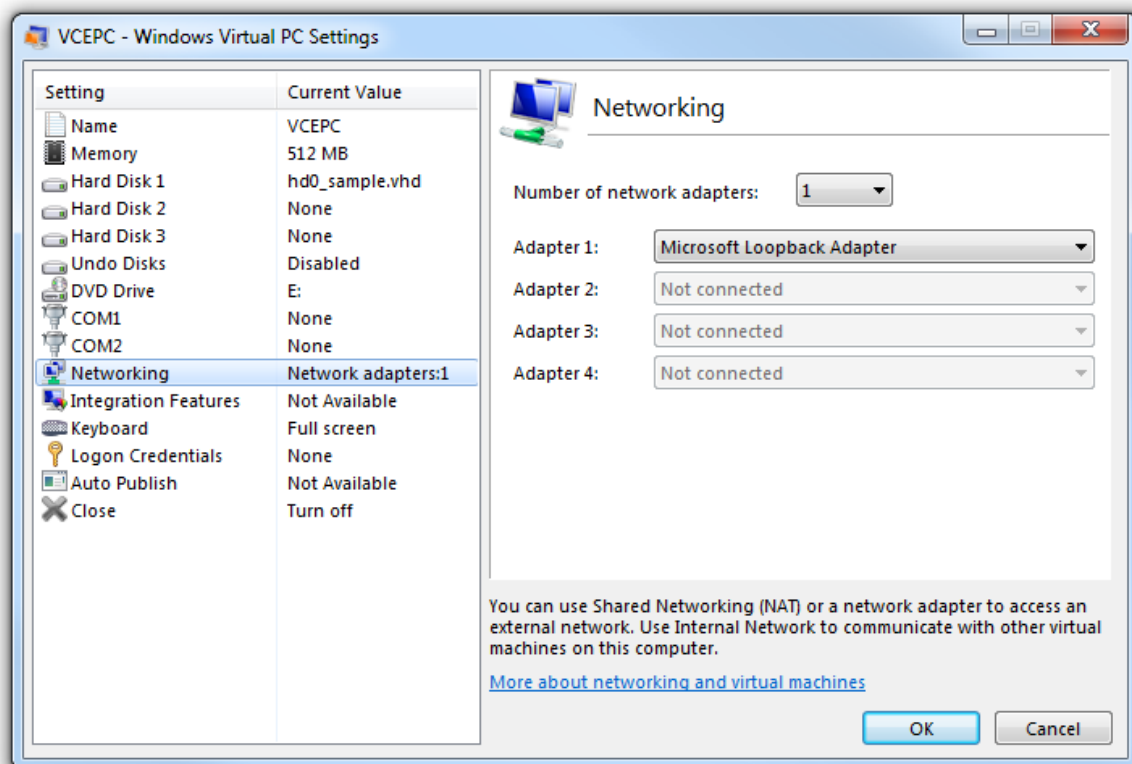 VCEPC - Windows Virtual PC Settings
Setting Current Value
Name VCEPC
Memory 512 MB
Hard Disk 1 hd0_sample.vhd
Hard Disk 2 None
Hard Disk 3 None
Undo Disks Disabled
DVD Drive E:
COM1 None
COM2 None
Networking Network adapters:1
Integration Features Not Available
Keyboard Full screen
Logon Credentials None
Auto Publish Not Available
Close Turn off
Networking
Number of network adapters: 1
Adapter 1: Microsoft Loopback Adapter
Adapter 2: Not connected
Adapter 3: Not connected
Adapter 4: Not connected
You can use Shared Networking (NAT) or a network adapter to access an
external network. Use Internal Network to communicate with other virtual
machines on this computer.
More about networking and virtual machines
OK Cancel